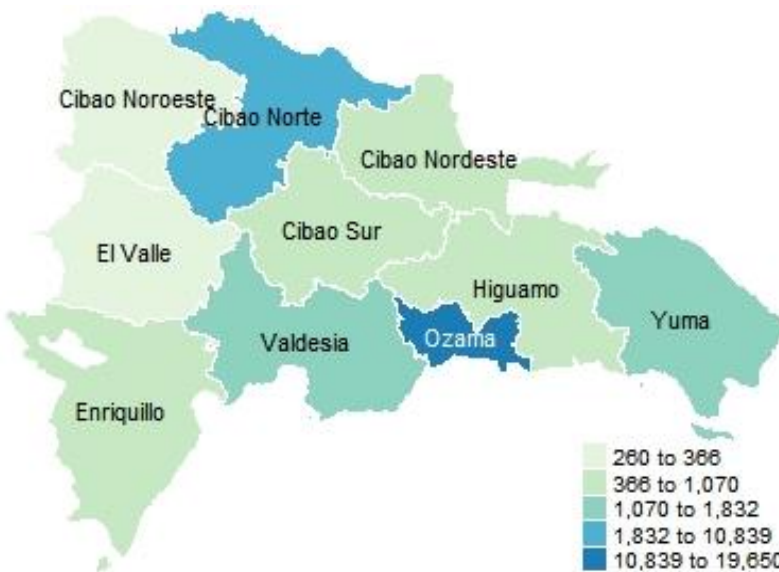 Cibao Noroeste
Cibao Norte
Cibao Nordeste
Cibao Sur
El Valle
Higuamo
Yuma
Ozama
Valdesia
Enriquillo
260 to 366
366 to 1,070
1,070 to 1,832
1,832 to 10,839
10,839 to 19,650